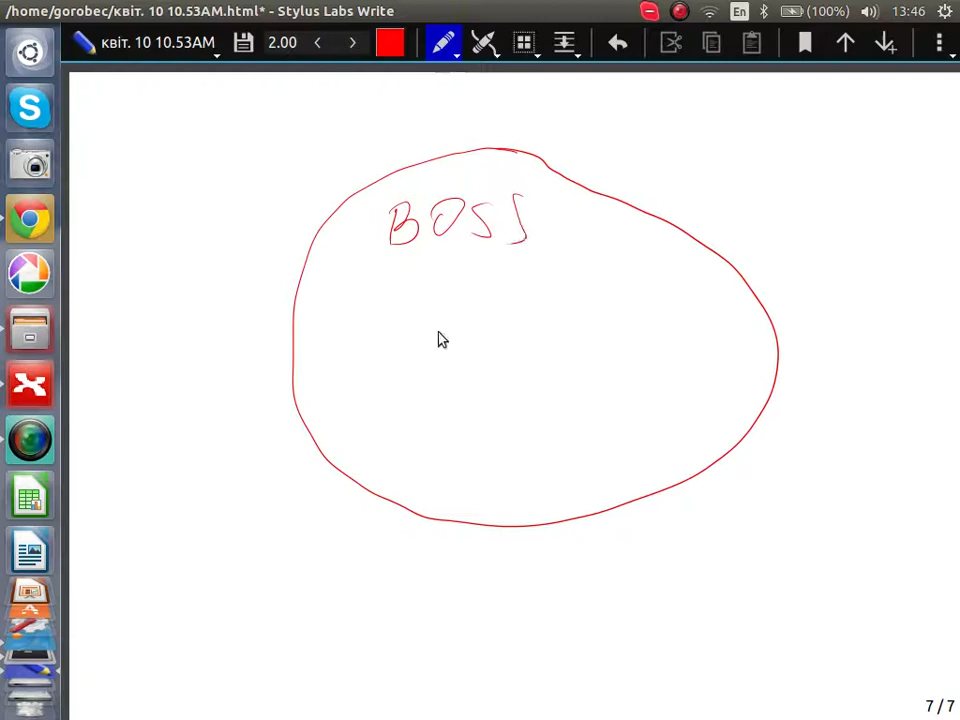 /home/gorobec/квіт. 10 10.53AM.html* - Stylus Labs Write
En (100%) 13:46
квіт. 10 10.53AM 2.00
BOSS
7 / 7